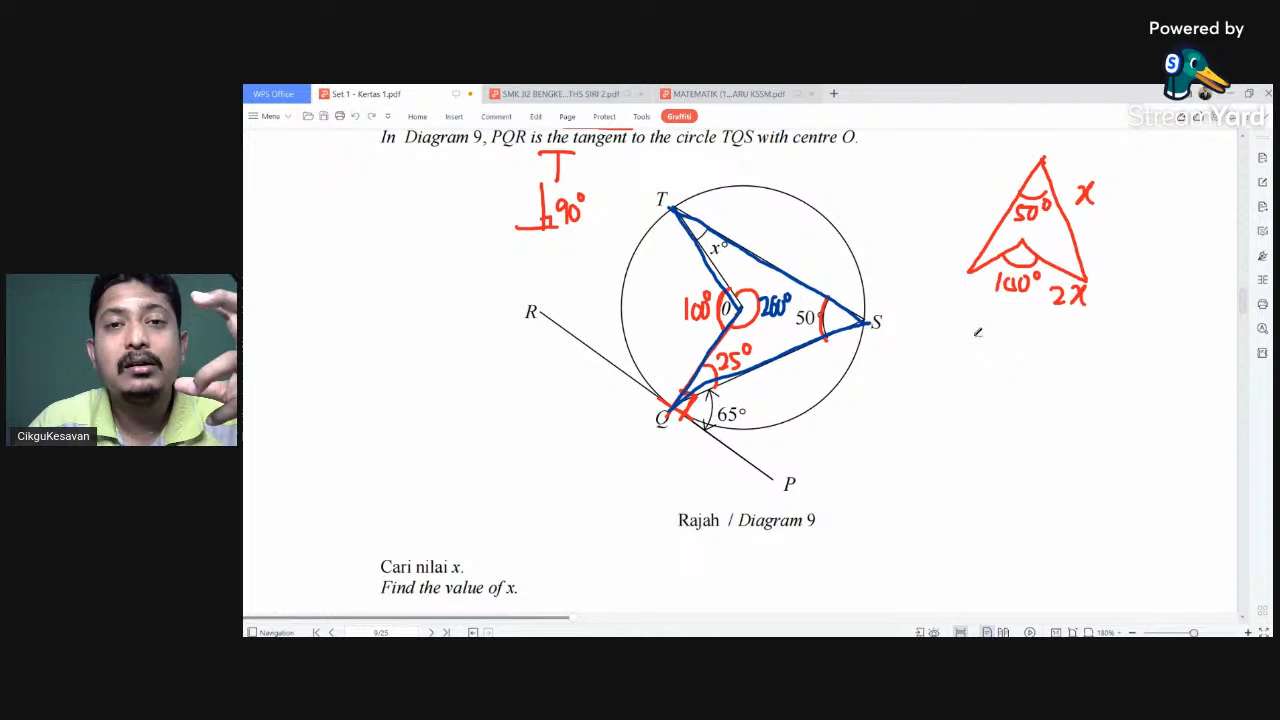 Powered by
StreamYard
WPS Office
Set 1 - Kertas 1.pdf
SMK JI2 BENGKE...THS SIRI 2.pdf
MATEMATIK (1...ARU KSSM.pdf
Menu
Home
Insert
Comment
Edit
Page
Protect
Tools
Graffiti
In Diagram 9, PQR is the tangent to the circle TQS with centre O.
T
90°
T
x°
50°
x
100°
2x
R
100°
O
260°
50°
S
25°
Q
65°
P
Rajah / Diagram 9
Cari nilai x.
Find the value of x.
CikguKesavan
Navigation
9/25
180%